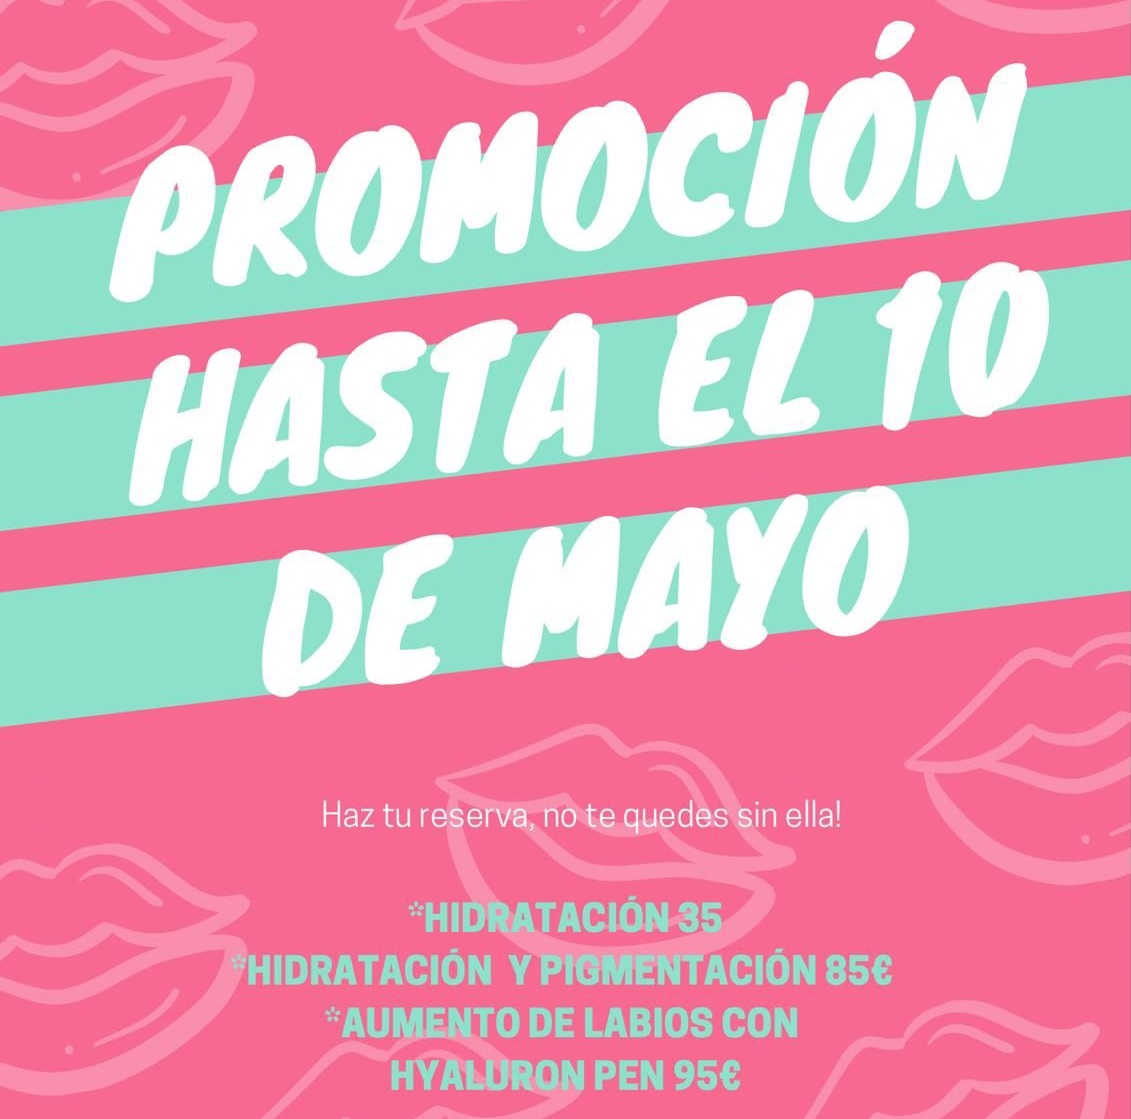 PROMOCIÓN
HASTA EL 10
DE MAYO
Haz tu reserva, no te quedes sin ella!
*HIDRATACIÓN 35
*HIDRATACIÓN Y PIGMENTACIÓN 85€
*AUMENTO DE LABIOS CON
HYALURON PEN 95€